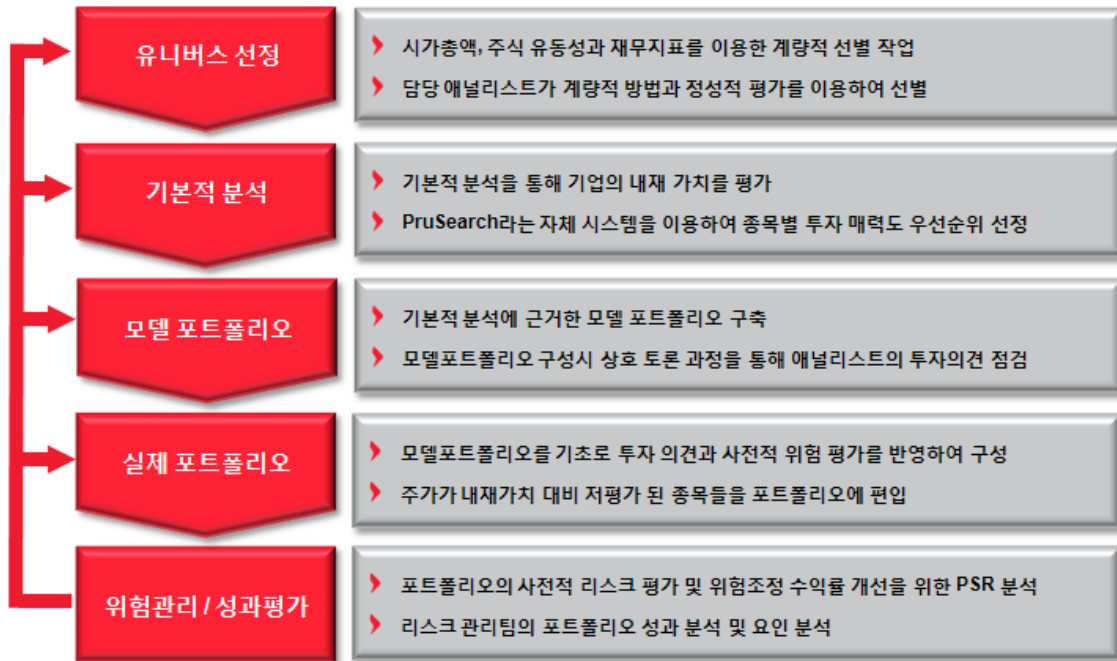 유니버스 선정
시가총액, 주식 유동성과 재무지표를 이용한 계량적 선별 작업
담당 애널리스트가 계량적 방법과 정성적 평가를 이용하여 선별
기본적 분석
기본적 분석을 통해 기업의 내재 가치를 평가
PruSearch라는 자체 시스템을 이용하여 종목별 투자 매력도 우선순위 선정
모델 포트폴리오
기본적 분석에 근거한 모델 포트폴리오 구축
모델포트폴리오 구성시 상호 토론 과정을 통해 애널리스트의 투자의견 점검
실제 포트폴리오
모델포트폴리오를 기초로 투자 의견과 사전적 위험 평가를 반영하여 구성
주가가 내재가치 대비 저평가 된 종목들을 포트폴리오에 편입
위험관리 / 성과평가
포트폴리오의 사전적 리스크 평가 및 위험조정 수익률 개선을 위한 PSR 분석
리스크 관리팀의 포트폴리오 성과 분석 및 요인 분석